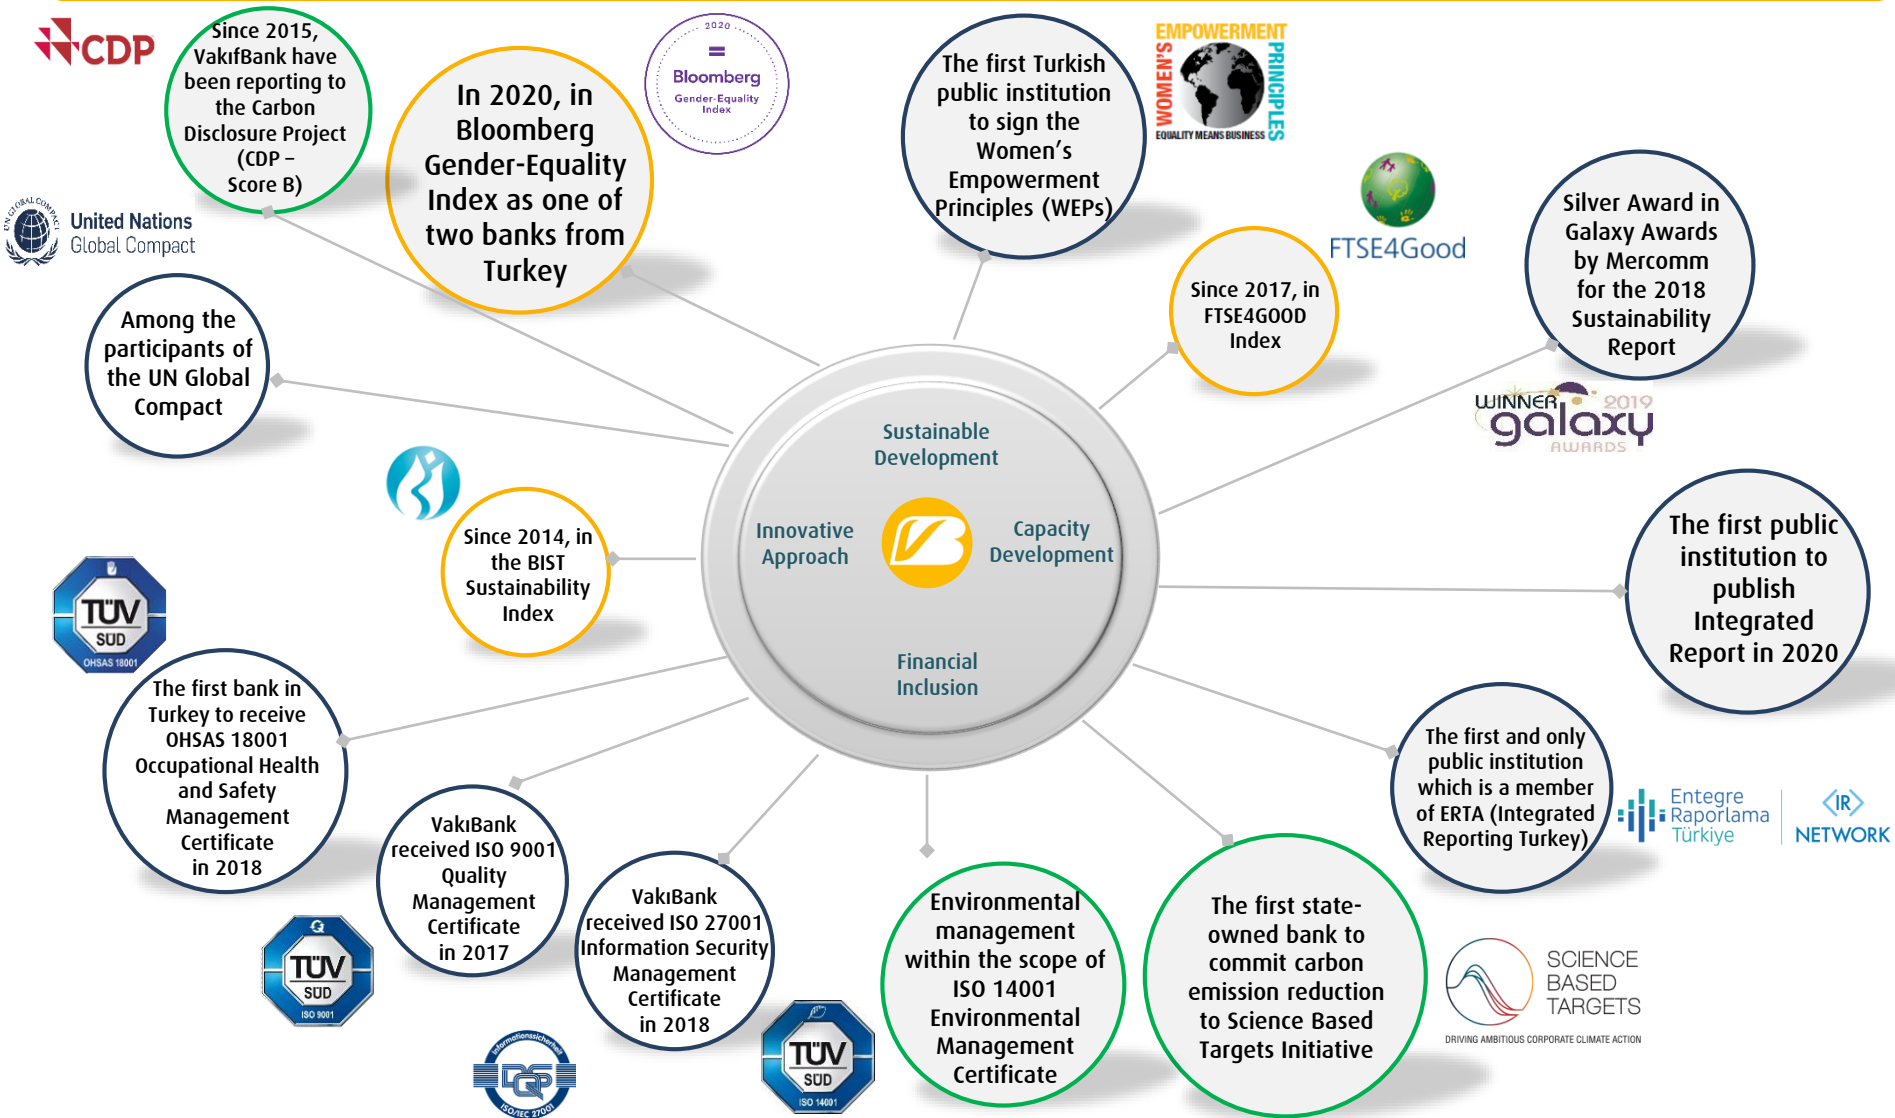 CDP
Since 2015,
VakıfBank have
been reporting to
the Carbon
Disclosure Project
(CDP –
Score B)
In 2020, in
Bloomberg
Gender-Equality
Index as one of
two banks from
Turkey
2020
Bloomberg
Gender-Equality
Index
The first Turkish
public institution
to sign the
Women's
Empowerment
Principles (WEPs)
WOMEN'S
EMPOWERMENT
PRINCIPLES
EQUALITY MEANS BUSINESS
FTSE4Good
Since 2017, in
FTSE4GOOD
Index
Silver Award in
Galaxy Awards
by Mercomm
for the 2018
Sustainability
Report
WINNER 2019
galaxy
AWARDS
UN GLOBAL COMPACT
United Nations
Global Compact
Among the
participants of
the UN Global
Compact
Since 2014, in
the BIST
Sustainability
Index
Sustainable
Development
Innovative
Approach
VB
Capacity
Development
Financial
Inclusion
The first public
institution to
publish
Integrated
Report in 2020
TÜV
SÜD
OHSAS 18001
The first bank in
Turkey to receive
OHSAS 18001
Occupational Health
and Safety
Management
Certificate
in 2018
VakıBank
received ISO 9001
Quality
Management
Certificate
in 2017
TÜV
SÜD
ISO 9001
VakıBank
received ISO 27001
Information Security
Management
Certificate
in 2018
Informationssicherheit
DQS
ISO/IEC 27001
TÜV
SÜD
ISO 14001
Environmental
management
within the scope of
ISO 14001
Environmental
Management
Certificate
The first state-
owned bank to
commit carbon
emission reduction
to Science Based
Targets Initiative
SCIENCE
BASED
TARGETS
DRIVING AMBITIOUS CORPORATE CLIMATE ACTION
The first and only
public institution
which is a member
of ERTA (Integrated
Reporting Turkey)
Entegre
Raporlama
Türkiye
<IR>
NETWORK